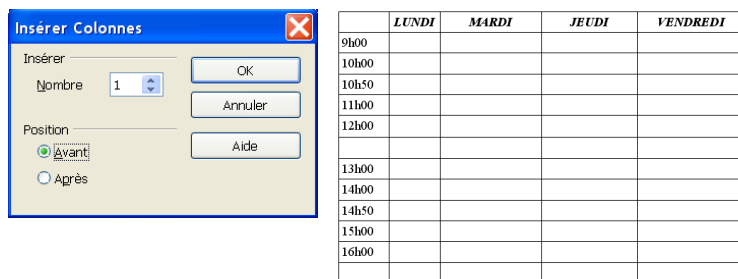 Insérer Colonnes
Insérer
Nombre 1
OK
Annuler
Position
Avant
Après
Aide
LUNDI MARDI JEUDI VENDREDI
9h00
10h00
10h50
11h00
12h00
13h00
14h00
14h50
15h00
16h00